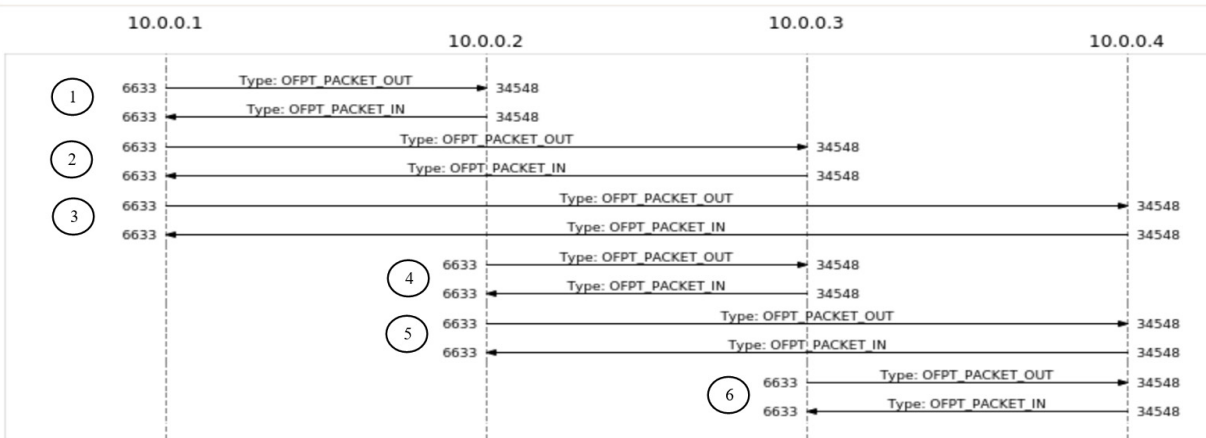 10.0.0.1 10.0.0.3
10.0.0.2 10.0.0.4
Type: OFPT_PACKET_OUT
1 6633 34548
Type: OFPT_PACKET_IN
6633 34548
Type: OFPT_PACKET_OUT
2 6633 34548
Type: OFPT_PACKET_IN
6633 34548
Type: OFPT_PACKET_OUT
3 6633 34548
Type: OFPT_PACKET_IN
6633 34548
Type: OFPT_PACKET_OUT
4 6633 34548
Type: OFPT_PACKET_IN
6633 34548
Type: OFPT_PACKET_OUT
5 6633 34548
Type: OFPT_PACKET_IN
6633 34548
Type: OFPT_PACKET_OUT
6 6633 34548
Type: OFPT_PACKET_IN
6633 34548